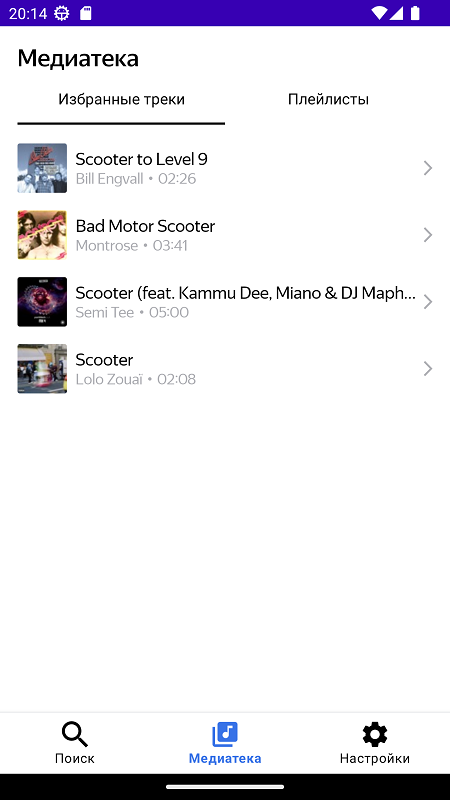 20:14
Медиатека
Избранные треки
Плейлисты
Scooter to Level 9
Bill Engvall • 02:26
Bad Motor Scooter
Montrose • 03:41
Scooter (feat. Kammu Dee, Miano & DJ Maph...
Semi Tee • 05:00
Scooter
Lolo Zouaï • 02:08
Поиск
Медиатека
Настройки